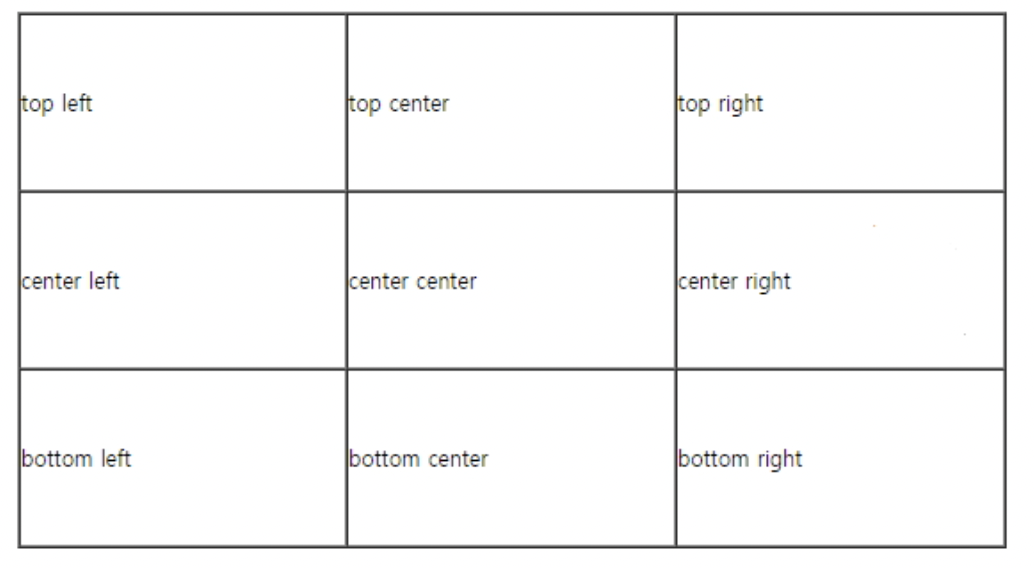 top left
top center
top right
center left
center center
center right
bottom left
bottom center
bottom right